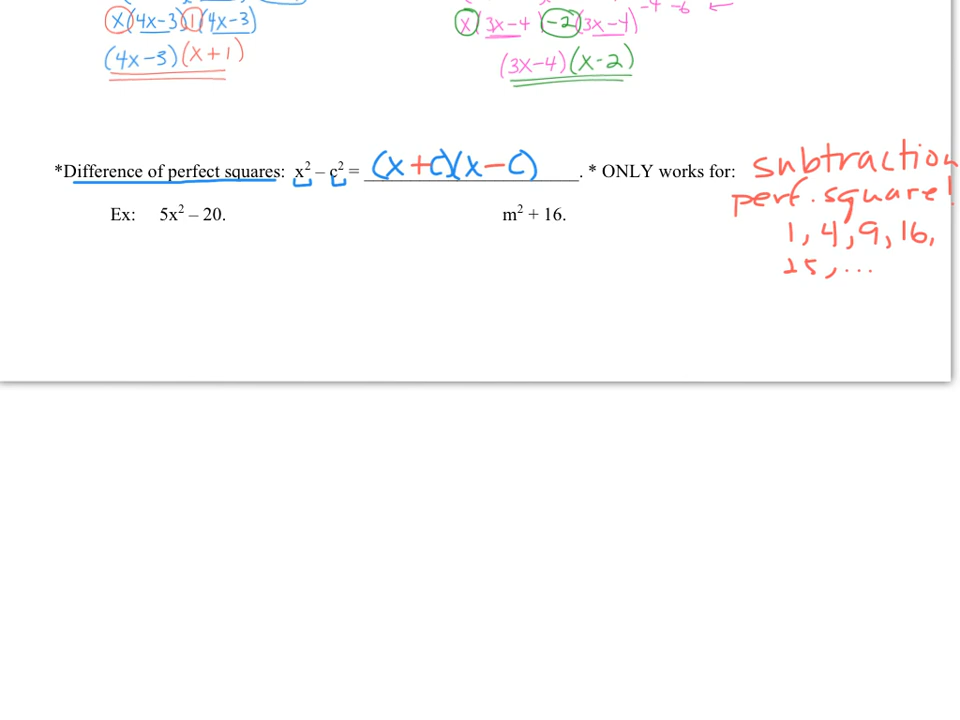 x(4x-3) 1(4x-3)
x(3x-4) -2(3x-4) -4 -6 ←
(4x-3)(x+1)
(3x-4)(x-2)
*Difference of perfect squares: x² – c² = (x+c)(x-c). * ONLY works for: subtraction
perf. square!
Ex: 5x² – 20. m² + 16.
1, 4, 9, 16,
25, ...